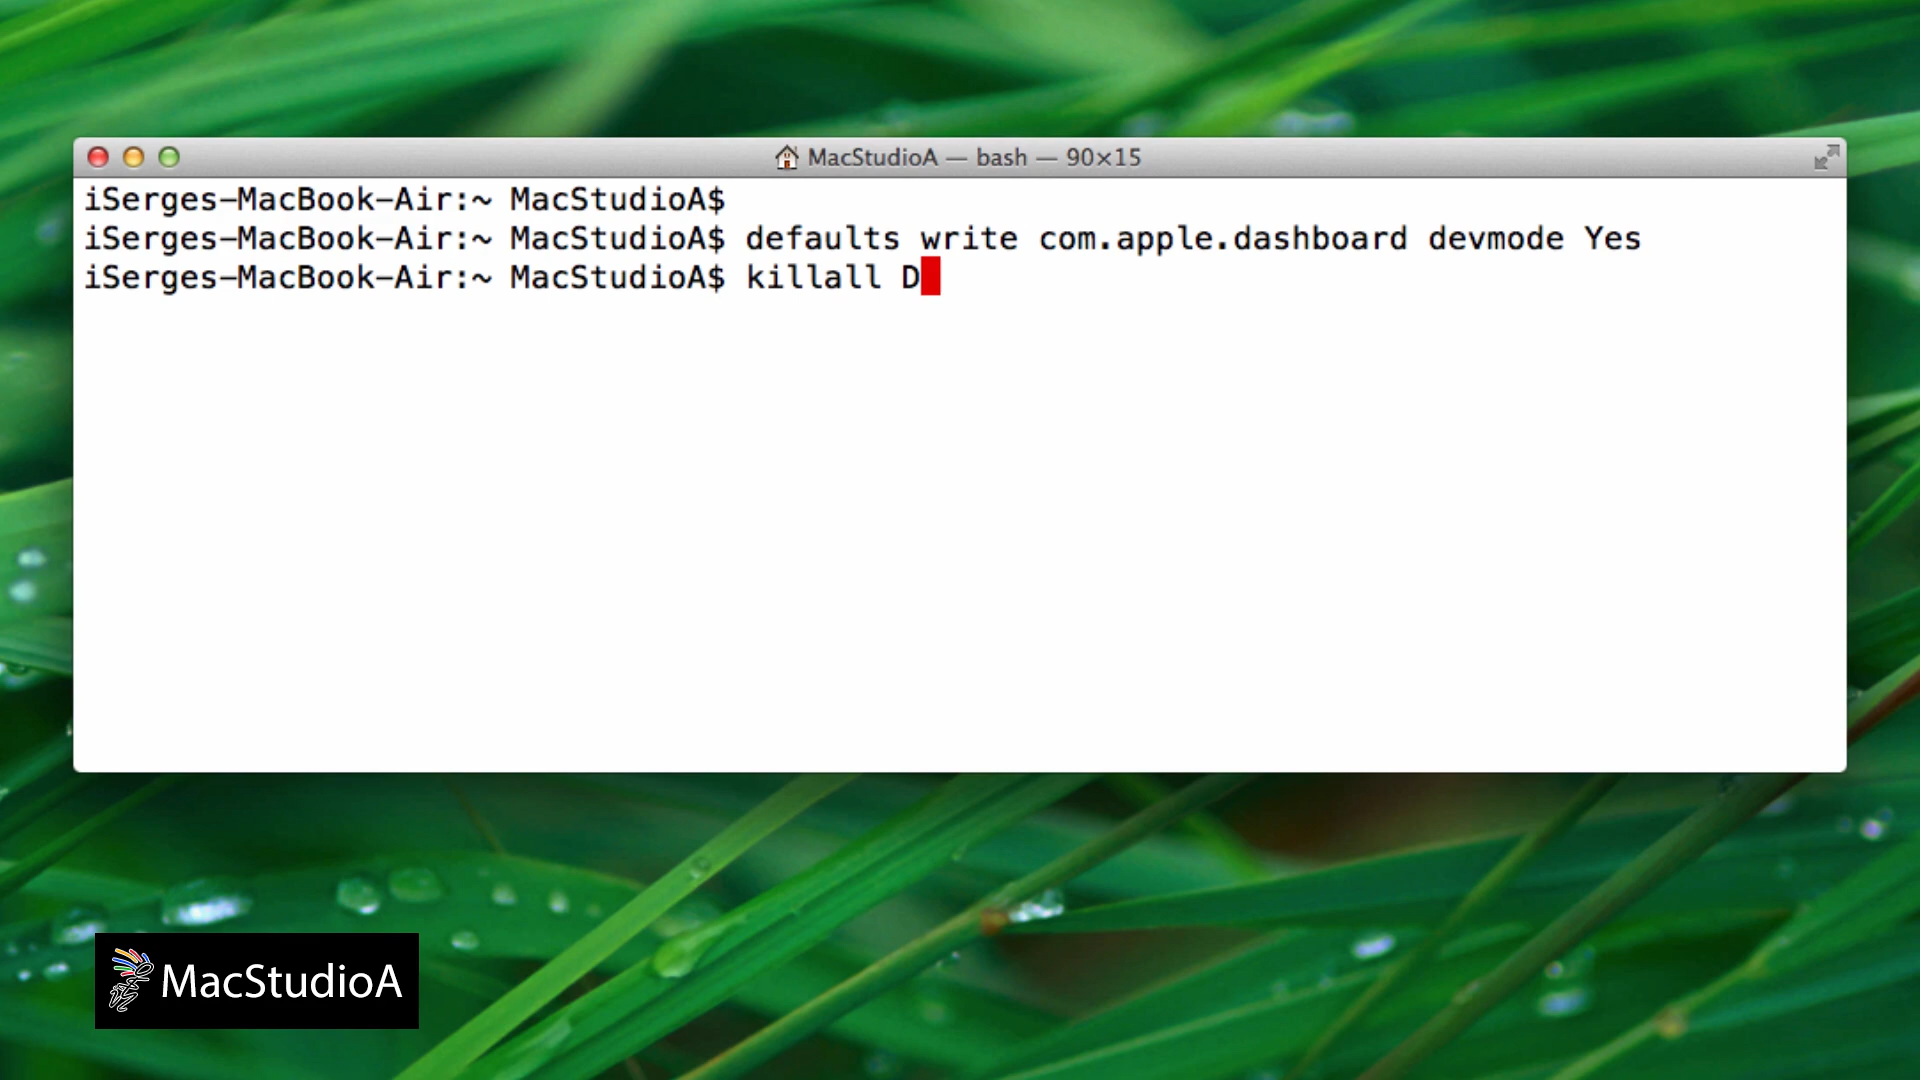 MacStudioA — bash — 90×15
iSerges-MacBook-Air:~ MacStudioA$
iSerges-MacBook-Air:~ MacStudioA$ defaults write com.apple.dashboard devmode Yes
iSerges-MacBook-Air:~ MacStudioA$ killall D
MacStudioA